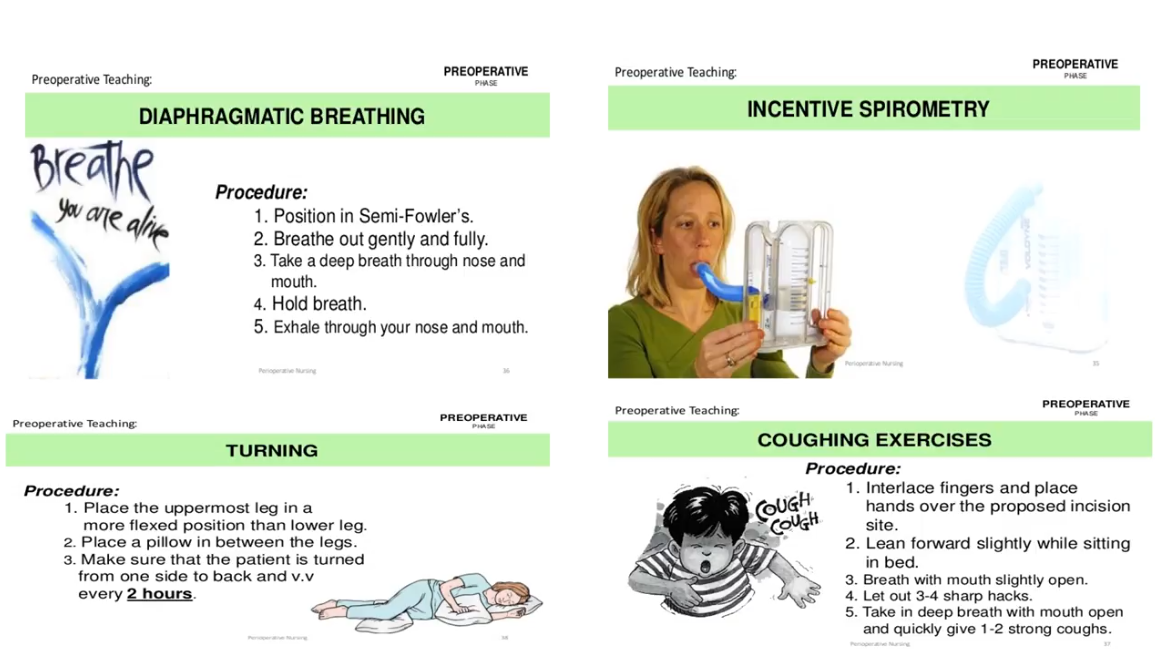 Preoperative Teaching:
PREOPERATIVE
PHASE
DIAPHRAGMATIC BREATHING
Breathe
you are alive
Procedure:
1. Position in Semi-Fowler's.
2. Breathe out gently and fully.
3. Take a deep breath through nose and
mouth.
4. Hold breath.
5. Exhale through your nose and mouth.
Perioperative Nursing
36
Preoperative Teaching:
PREOPERATIVE
PHASE
INCENTIVE SPIROMETRY
VOLDYNE
Perioperative Nursing
35
Preoperative Teaching:
PREOPERATIVE
PHASE
TURNING
Procedure:
1. Place the uppermost leg in a
more flexed position than lower leg.
2. Place a pillow in between the legs.
3. Make sure that the patient is turned
from one side to back and v.v
every 2 hours.
Perioperative Nursing
38
Preoperative Teaching:
PREOPERATIVE
PHASE
COUGHING EXERCISES
COUGH
COUGH
Procedure:
1. Interlace fingers and place
hands over the proposed incision
site.
2. Lean forward slightly while sitting
in bed.
3. Breath with mouth slightly open.
4. Let out 3-4 sharp hacks.
5. Take in deep breath with mouth open
and quickly give 1-2 strong coughs.
Perioperative Nursing
37